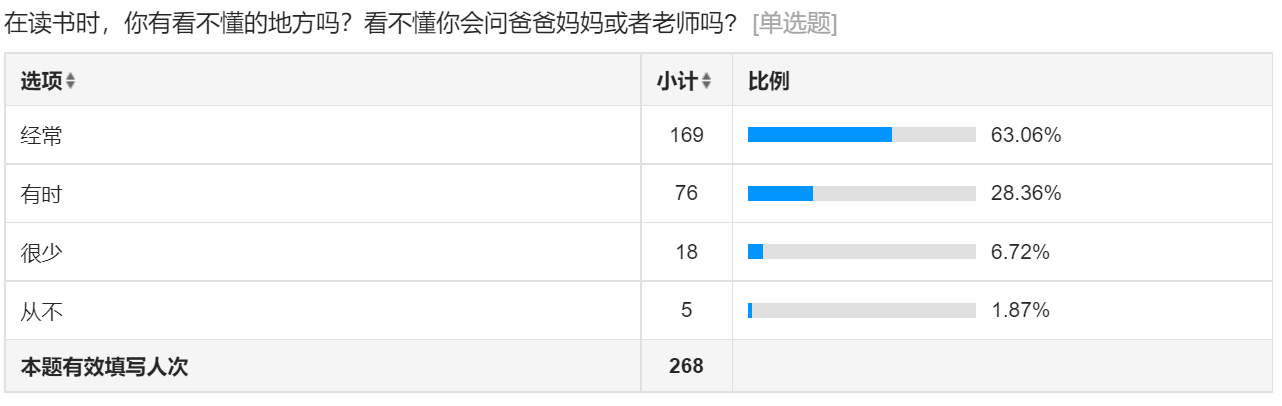 在读书时，你有看不懂的地方吗？看不懂你会问爸爸妈妈或者老师吗？ [单选题]
选项 小计 比例
经常 169 63.06%
有时 76 28.36%
很少 18 6.72%
从不 5 1.87%
本题有效填写人次 268